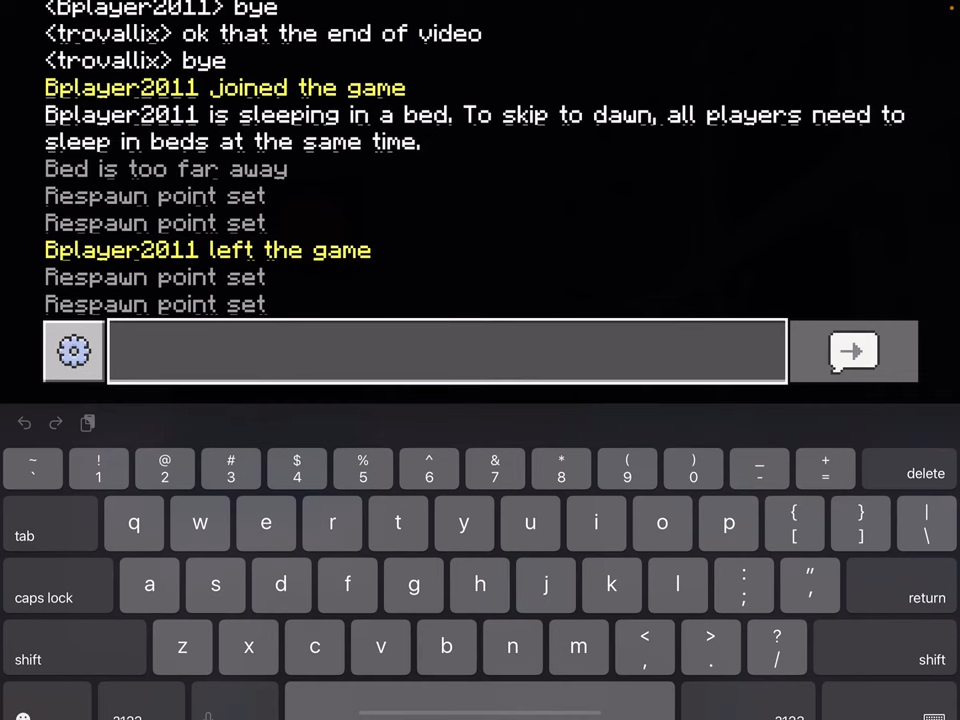 <Bplayer2011> bye
<trovallix> ok that the end of video
<trovallix> bye
Bplayer2011 joined the game
Bplayer2011 is sleeping in a bed. To skip to dawn, all players need to
sleep in beds at the same time.
Bed is too far away
Respawn point set
Respawn point set
Bplayer2011 left the game
Respawn point set
Respawn point set
~ ! @ # $ % ^ & * ( ) _ +
` 1 2 3 4 5 6 7 8 9 0 - = delete
tab q w e r t y u i o p { [ } ] | \
caps lock a s d f g h j k l : ; " ' return
shift z x c v b n m < , > . ? / shift
.?123 .?123